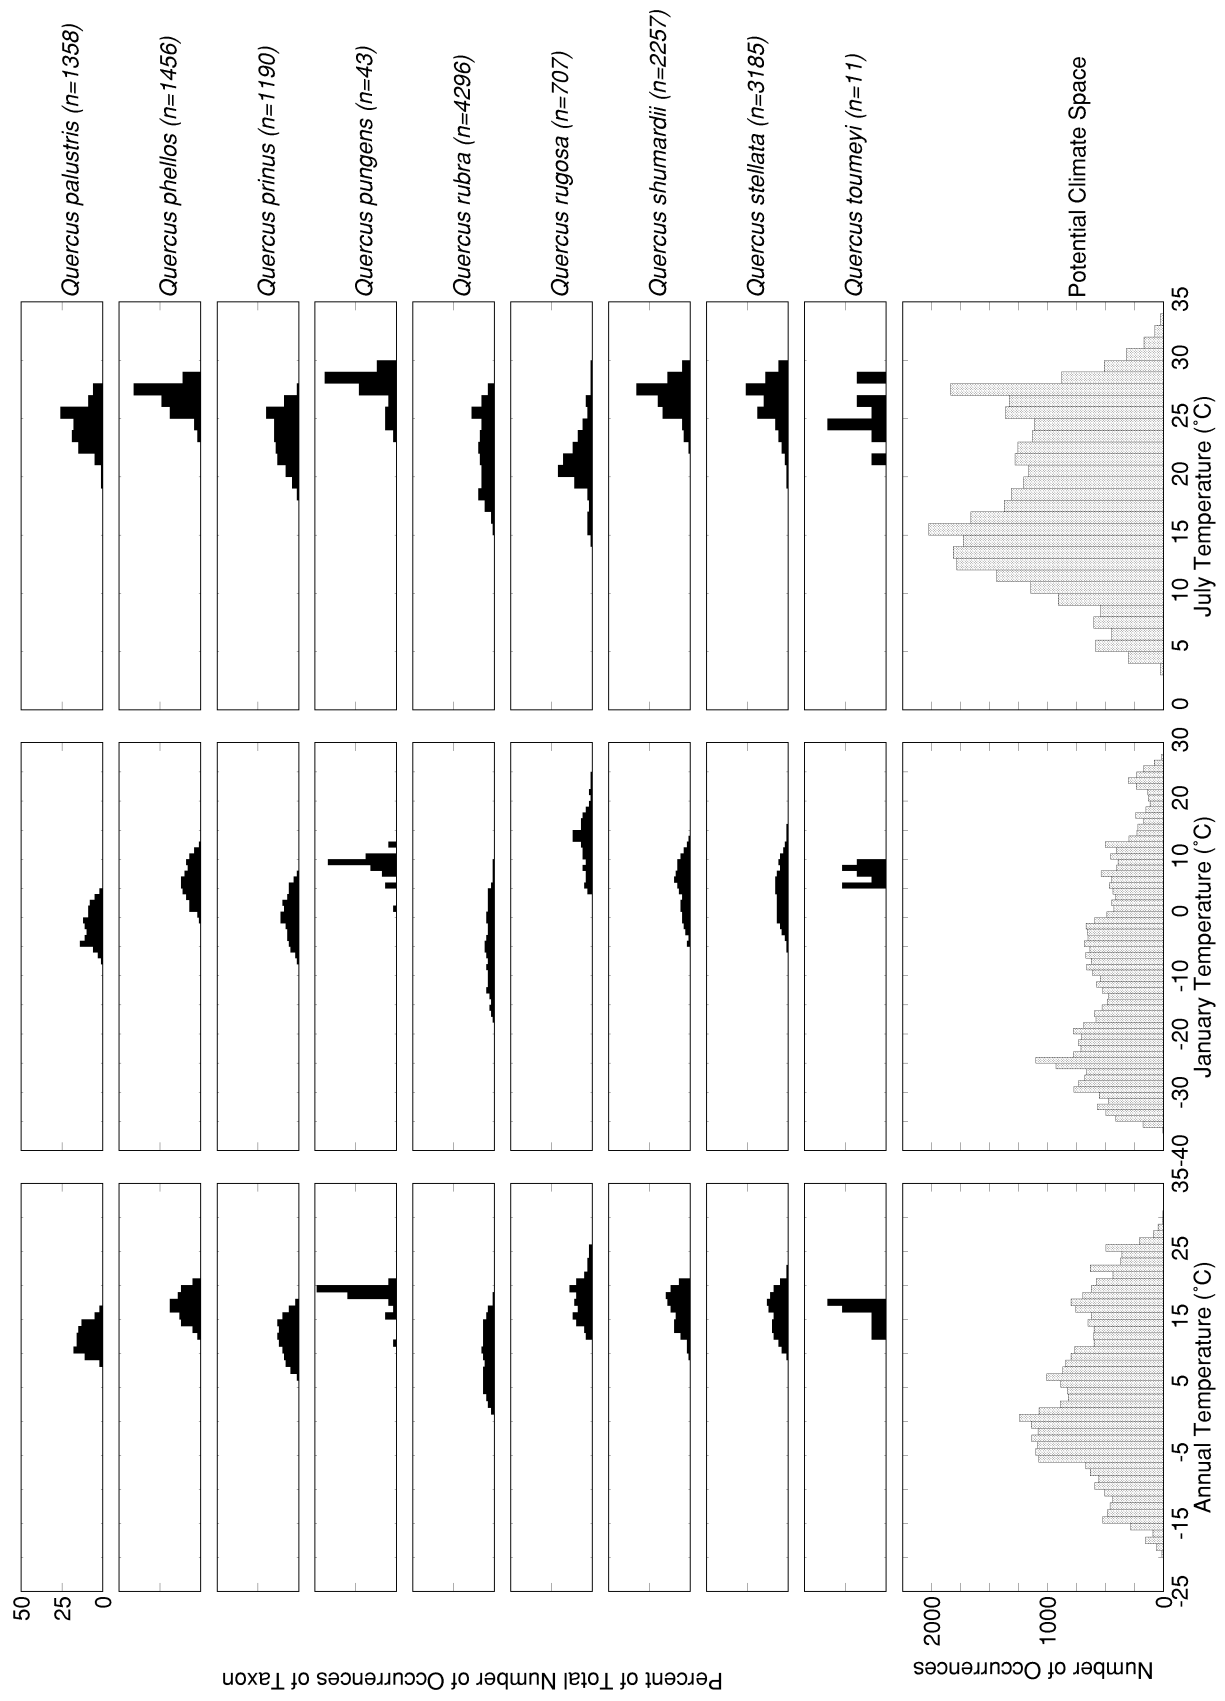 Quercus palustris (n=1358)
Quercus phellos (n=1456)
Quercus prinus (n=1190)
Quercus pungens (n=43)
Quercus rubra (n=4296)
Quercus rugosa (n=707)
Quercus shumardii (n=2257)
Quercus stellata (n=3185)
Quercus toumeyi (n=11)
Potential Climate Space
Percent of Total Number of Occurrences of Taxon
50
25
0
Number of Occurrences
2000
1000
0
-25 -15 -5 5 15 25 35
Annual Temperature (˚C)
-40 -30 -20 -10 0 10 20 30
January Temperature (˚C)
0 5 10 15 20 25 30 35
July Temperature (˚C)